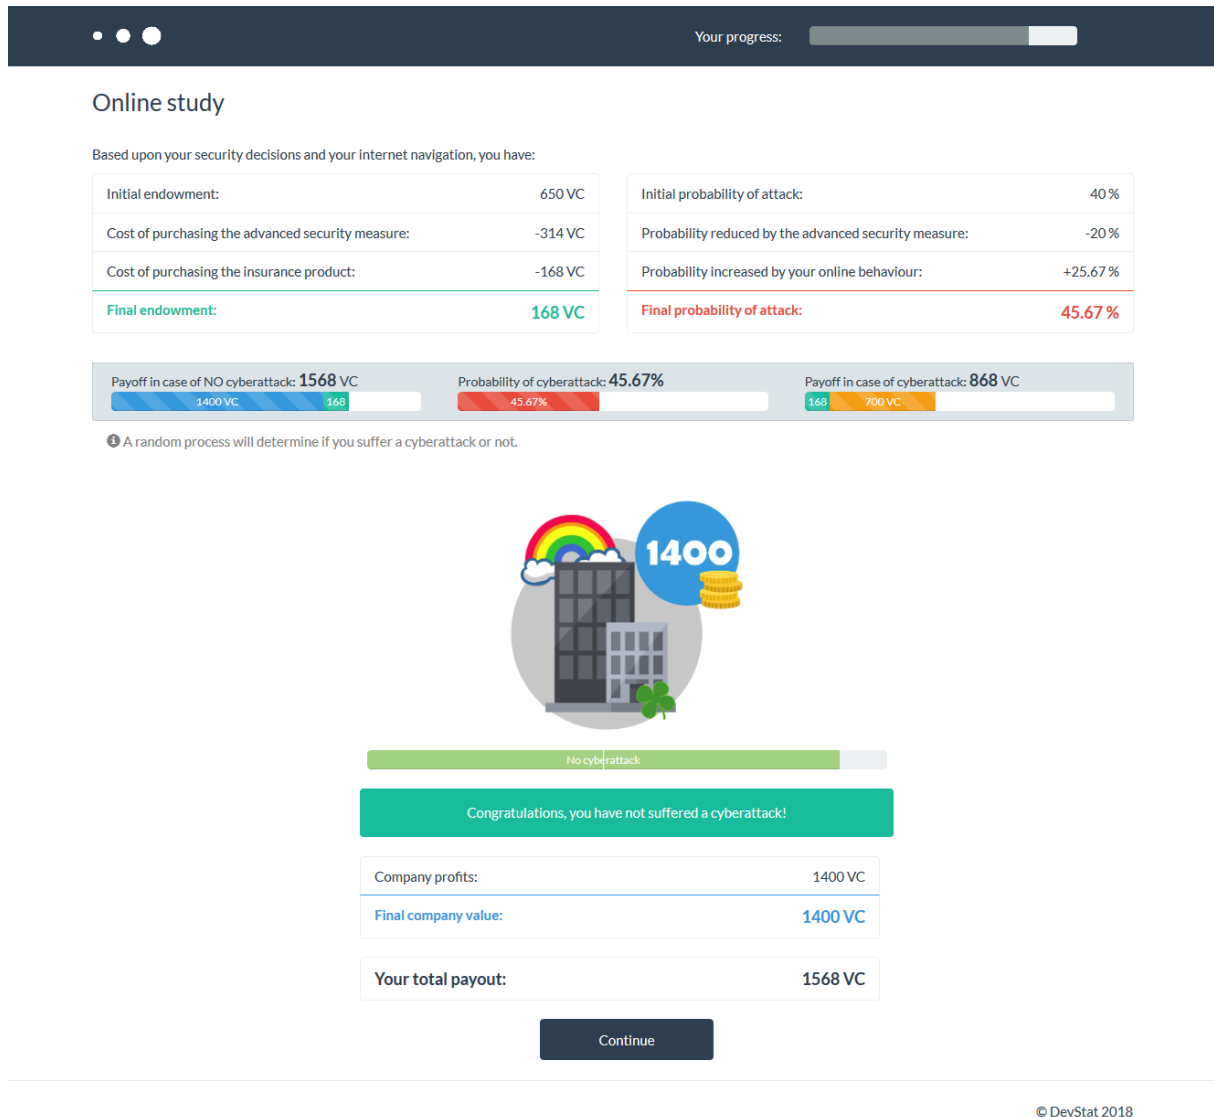 Your progress:
Online study
Based upon your security decisions and your internet navigation, you have:
Initial endowment: 650 VC
Cost of purchasing the advanced security measure: -314 VC
Cost of purchasing the insurance product: -168 VC
Final endowment: 168 VC
Initial probability of attack: 40 %
Probability reduced by the advanced security measure: -20 %
Probability increased by your online behaviour: +25.67 %
Final probability of attack: 45.67 %
Payoff in case of NO cyberattack: 1568 VC
1400 VC 168
Probability of cyberattack: 45.67%
45.67%
Payoff in case of cyberattack: 868 VC
168 700 VC
A random process will determine if you suffer a cyberattack or not.
1400
No cyberattack
Congratulations, you have not suffered a cyberattack!
Company profits: 1400 VC
Final company value: 1400 VC
Your total payout: 1568 VC
Continue
© DevStat 2018